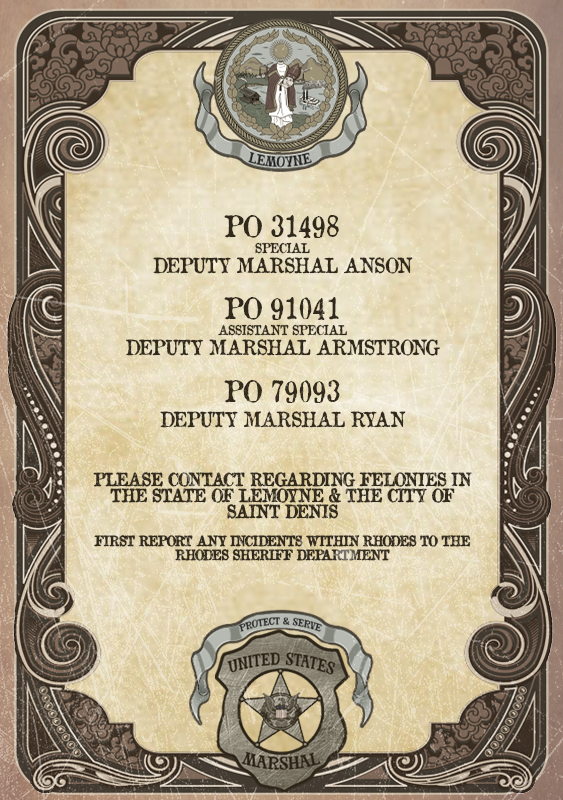 LEMOYNE
PO 31498
SPECIAL
DEPUTY MARSHAL ANSON
PO 91041
ASSISTANT SPECIAL
DEPUTY MARSHAL ARMSTRONG
PO 79093
DEPUTY MARSHAL RYAN
PLEASE CONTACT REGARDING FELONIES IN
THE STATE OF LEMOYNE & THE CITY OF
SAINT DENIS
FIRST REPORT ANY INCIDENTS WITHIN RHODES TO THE
RHODES SHERIFF DEPARTMENT
PROTECT & SERVE
UNITED STATES
MARSHAL